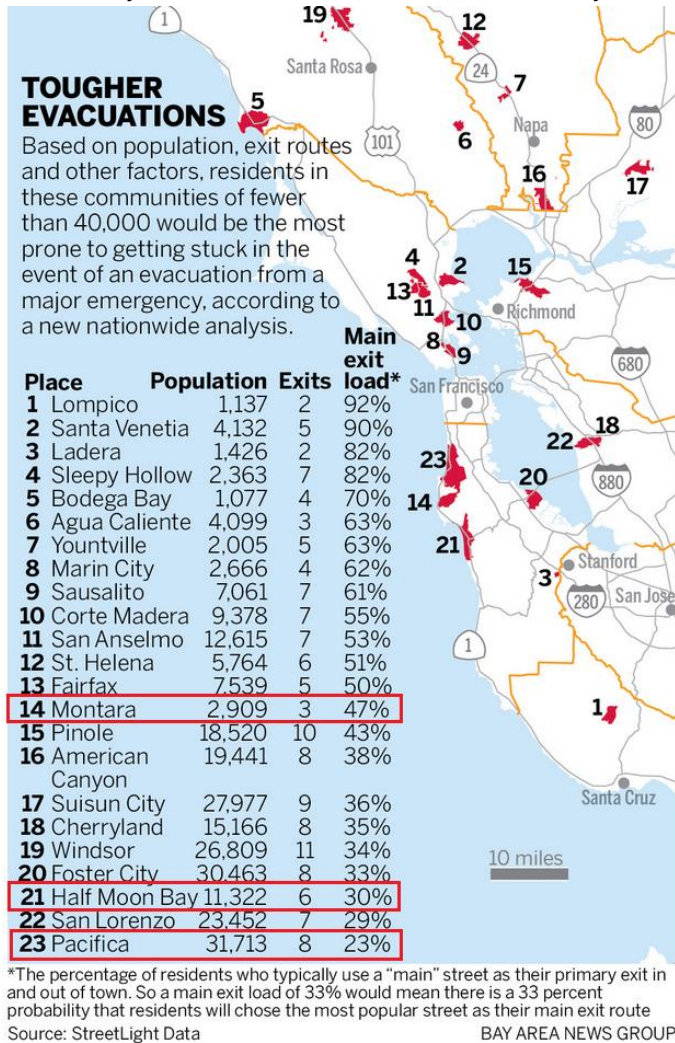 TOUGHER
EVACUATIONS
Based on population, exit routes
and other factors, residents in
these communities of fewer
than 40,000 would be the most
prone to getting stuck in the
event of an evacuation from a
major emergency, according to
a new nationwide analysis.
Place Population Exits Main exit load*
1 Lompico 1,137 2 92%
2 Santa Venetia 4,132 5 90%
3 Ladera 1,426 2 82%
4 Sleepy Hollow 2,363 7 82%
5 Bodega Bay 1,077 4 70%
6 Agua Caliente 4,099 3 63%
7 Yountville 2,005 5 63%
8 Marin City 2,666 4 62%
9 Sausalito 7,061 7 61%
10 Corte Madera 9,378 7 55%
11 San Anselmo 12,615 7 53%
12 St. Helena 5,764 6 51%
13 Fairfax 7,539 5 50%
14 Montara 2,909 3 47%
15 Pinole 18,520 10 43%
16 American 19,441 8 38%
Canyon
17 Suisun City 27,977 9 36%
18 Cherryland 15,166 8 35%
19 Windsor 26,809 11 34%
20 Foster City 30,463 8 33%
21 Half Moon Bay 11,322 6 30%
22 San Lorenzo 23,452 7 29%
23 Pacifica 31,713 8 23%
1
19
12
Santa Rosa
24
7
5
Napa
80
101
6
16
17
4
2
15
13
11
10
Richmond
8
9
680
San Francisco
18
22
23
20
880
14
21
Stanford
3
280
San Jose
1
1
Santa Cruz
10 miles
*The percentage of residents who typically use a “main” street as their primary exit in
and out of town. So a main exit load of 33% would mean there is a 33 percent
probability that residents will chose the most popular street as their main exit route
Source: StreetLight Data
BAY AREA NEWS GROUP